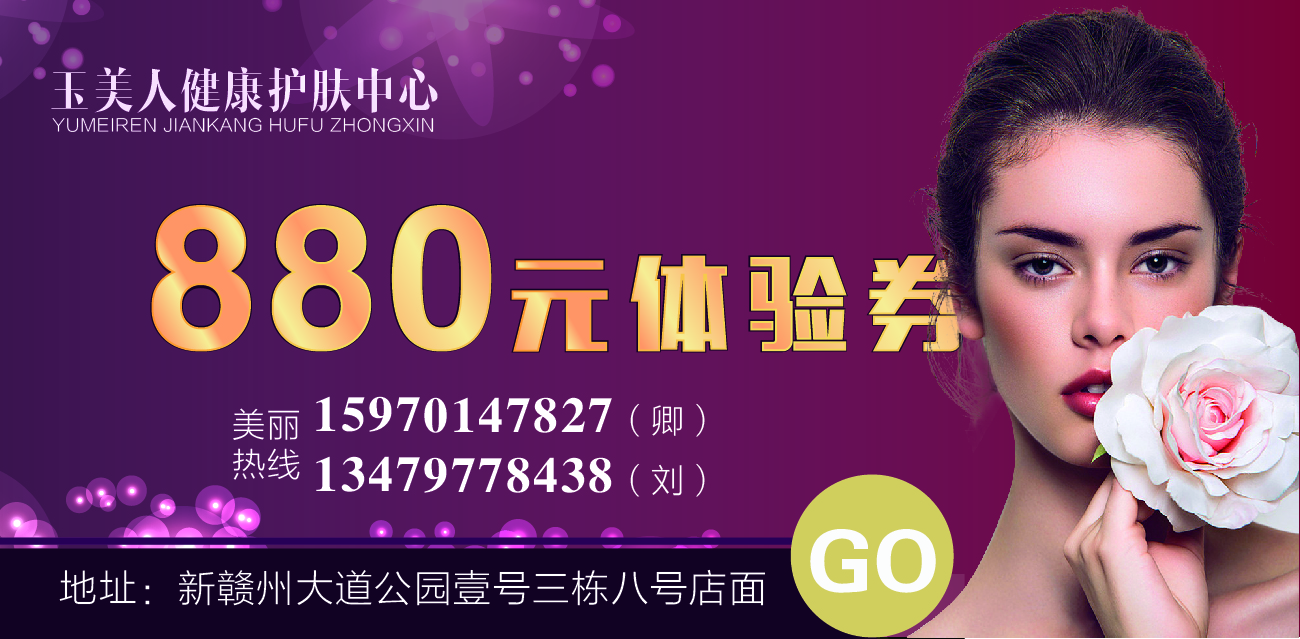 玉美人健康护肤中心
YUMEIREN JIANKANG HUFU ZHONGXIN
880元体验券
美丽热线
15970147827（卿）
13479778438（刘）
地址：新赣州大道公园壹号三栋八号店面
GO